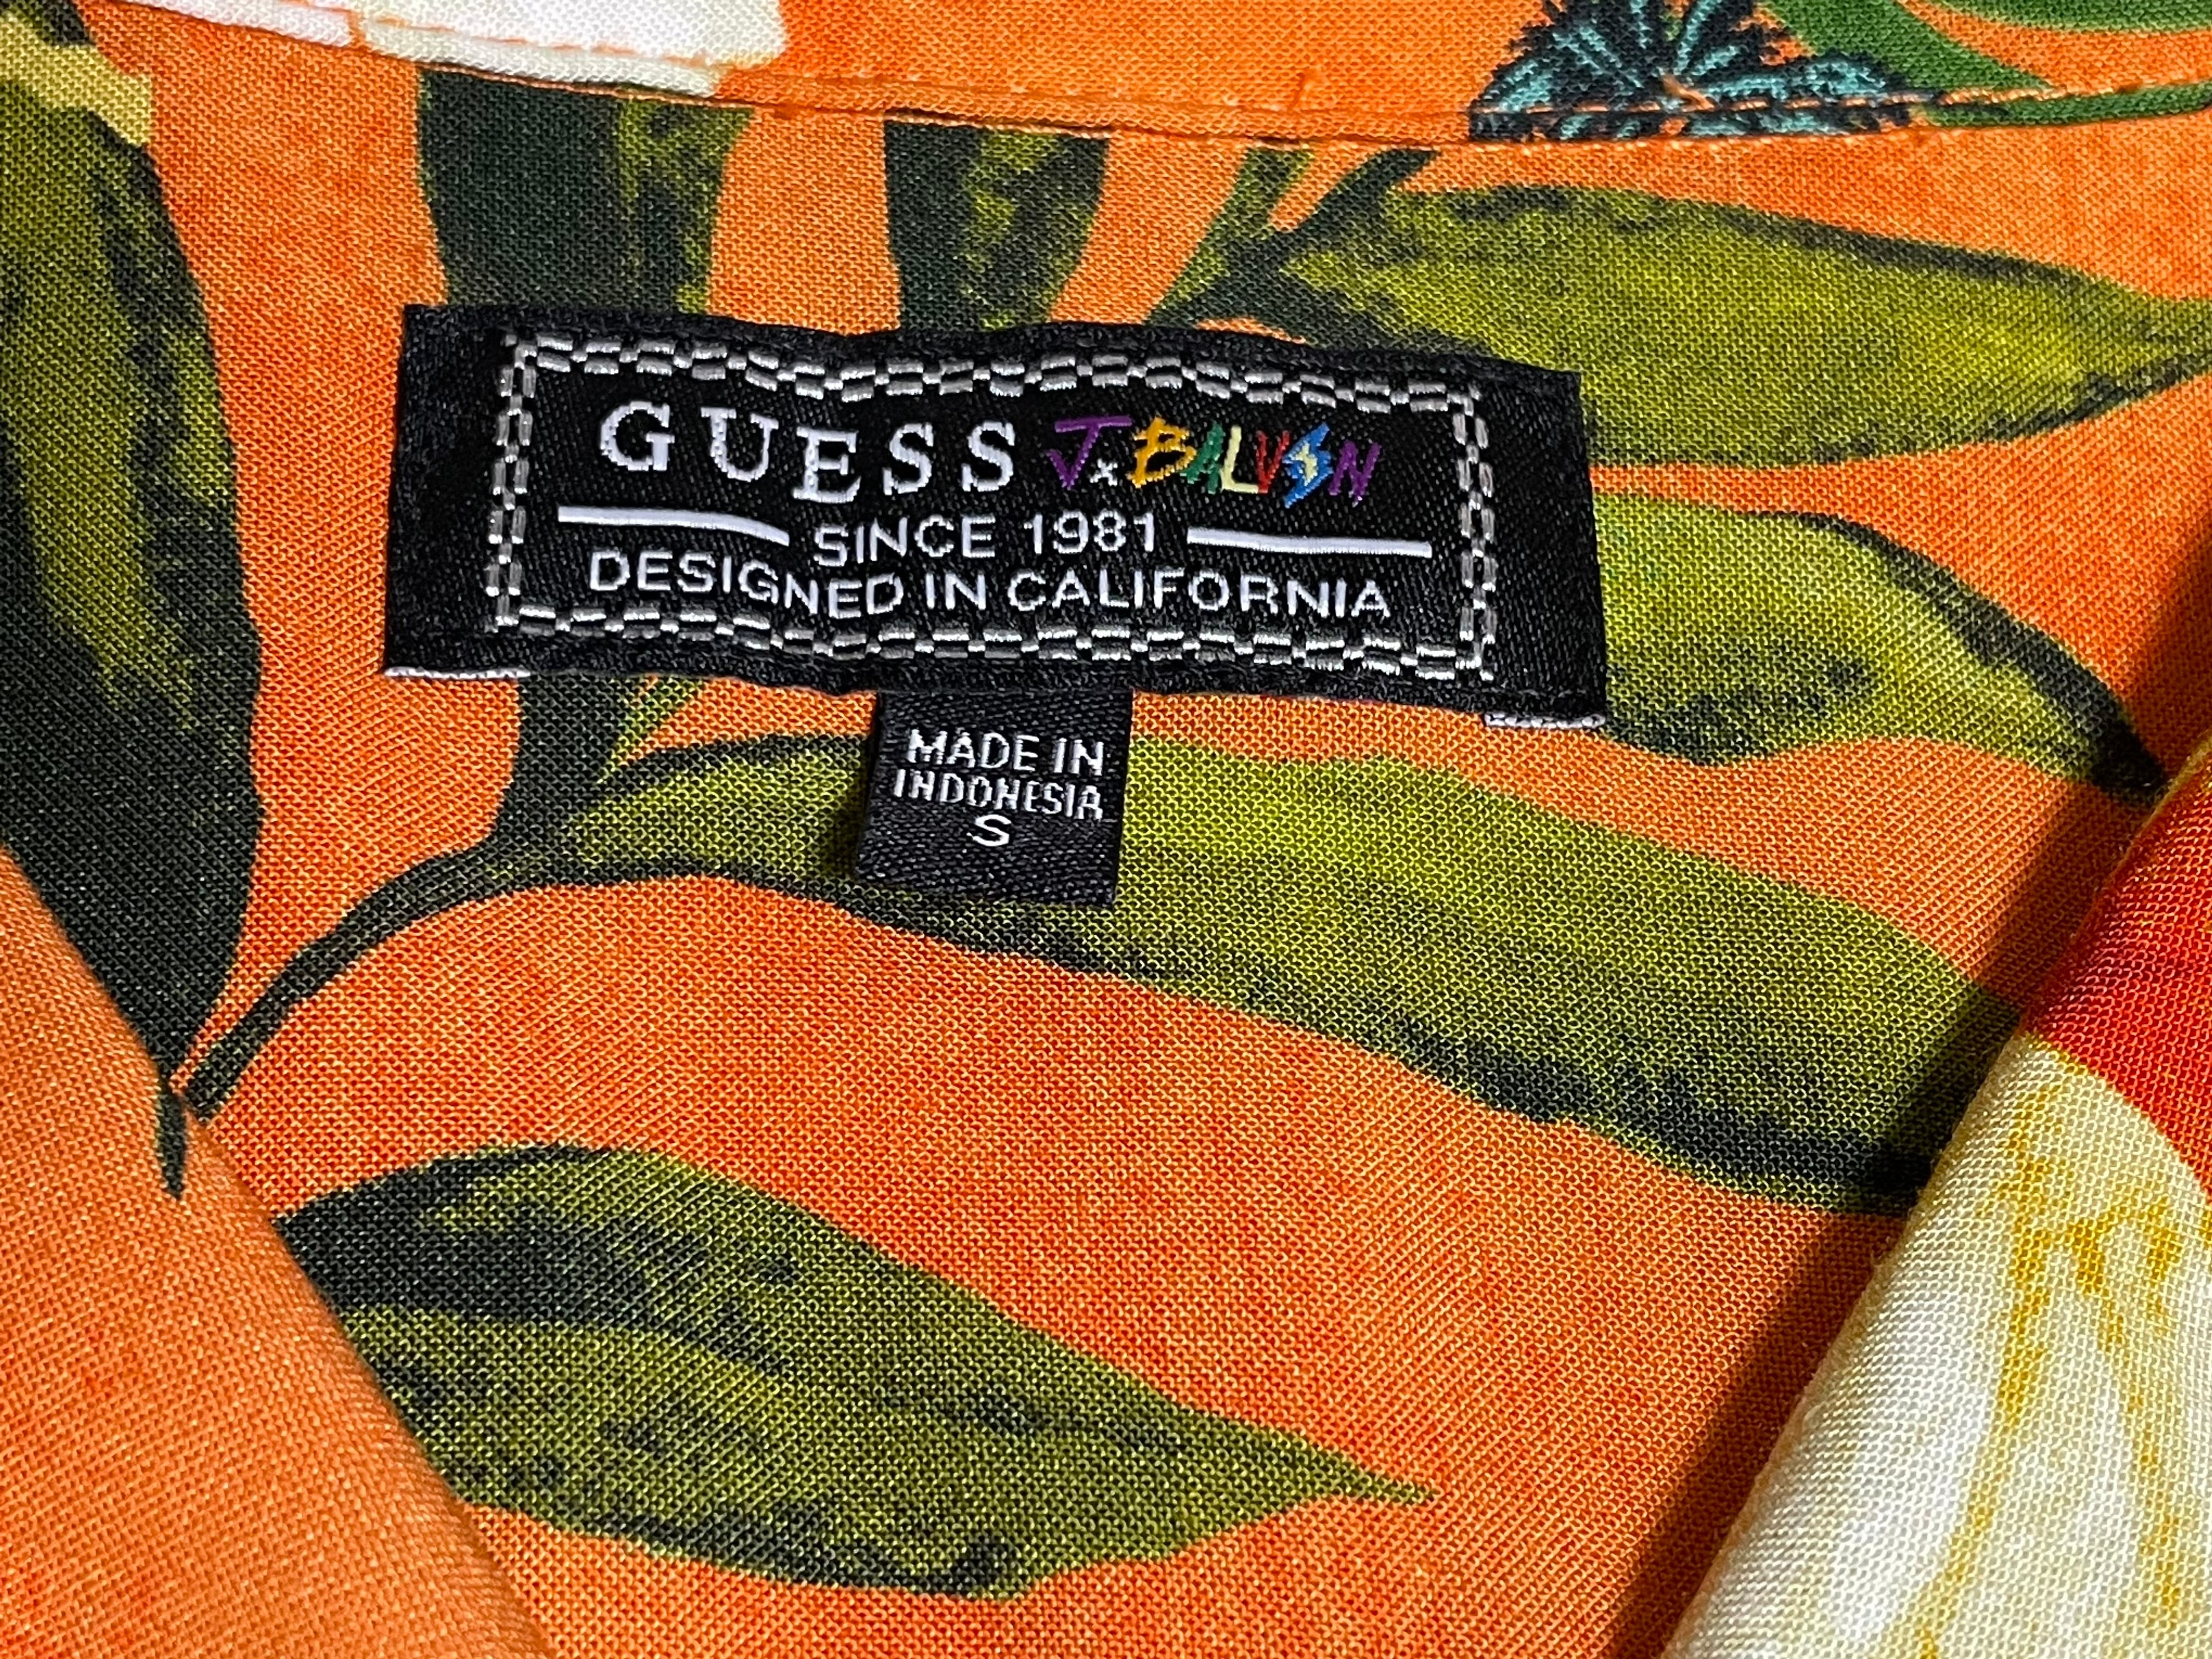 GUESS J x BALVIN
SINCE 1981
DESIGNED IN CALIFORNIA
MADE IN
INDONESIA
S